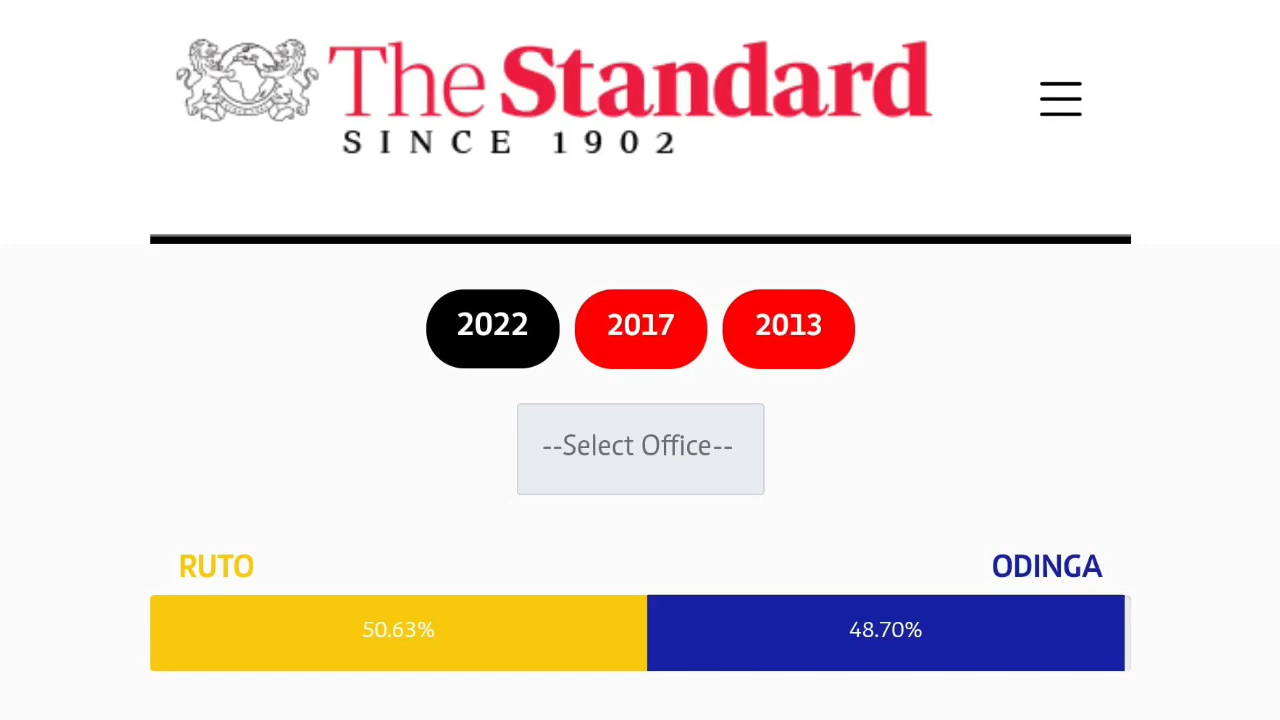 The Standard
SINCE 1902
2022 2017 2013
--Select Office--
RUTO ODINGA
50.63% 48.70%